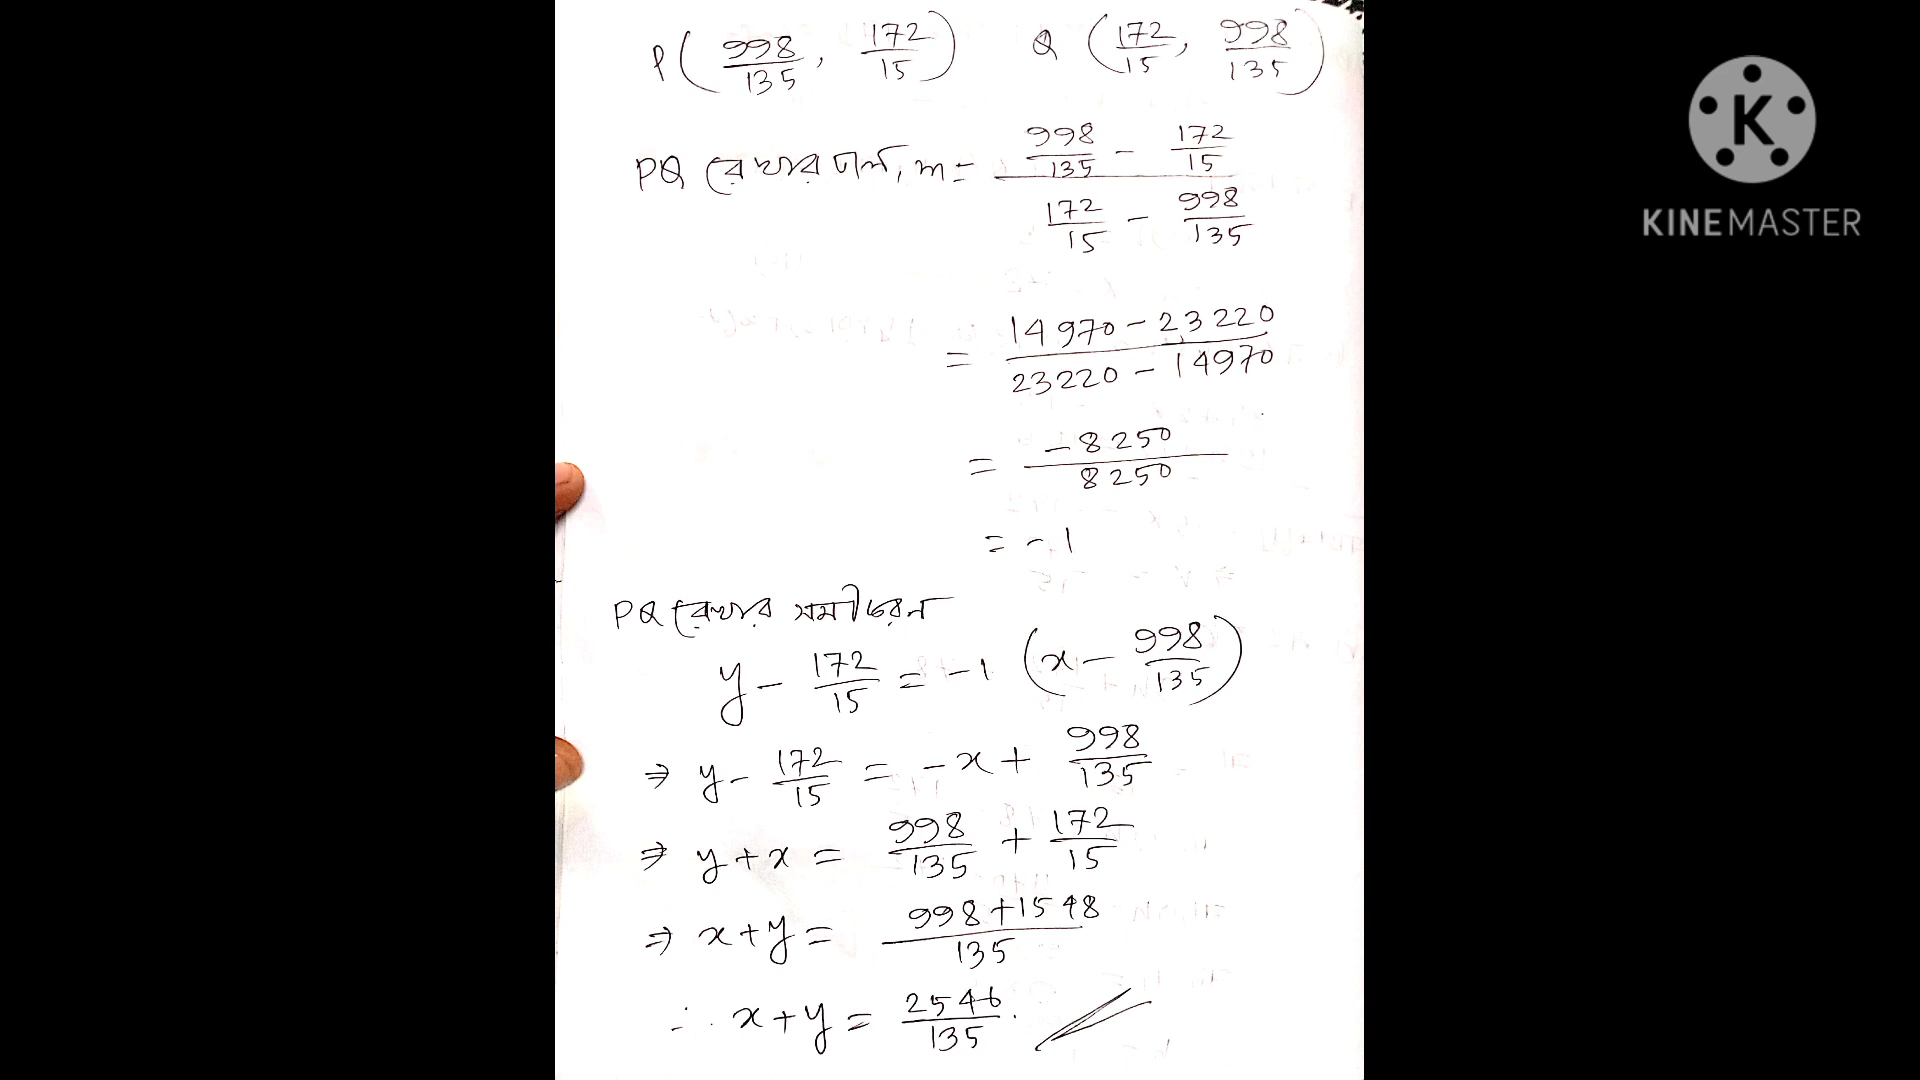 P(998/135, 172/15) Q(172/15, 998/135)
PQ রেখার ঢাল, m = (998/135 - 172/15)/(172/15 - 998/135)
= (14970 - 23220)/(23220 - 14970)
= -8250/8250
= -1
PQ রেখার সমীকরন
y - 172/15 = -1 (x - 998/135)
⇒ y - 172/15 = -x + 998/135
⇒ y + x = 998/135 + 172/15
⇒ x + y = (998+1548)/135
∴ x + y = 2546/135.
K
KINEMASTER